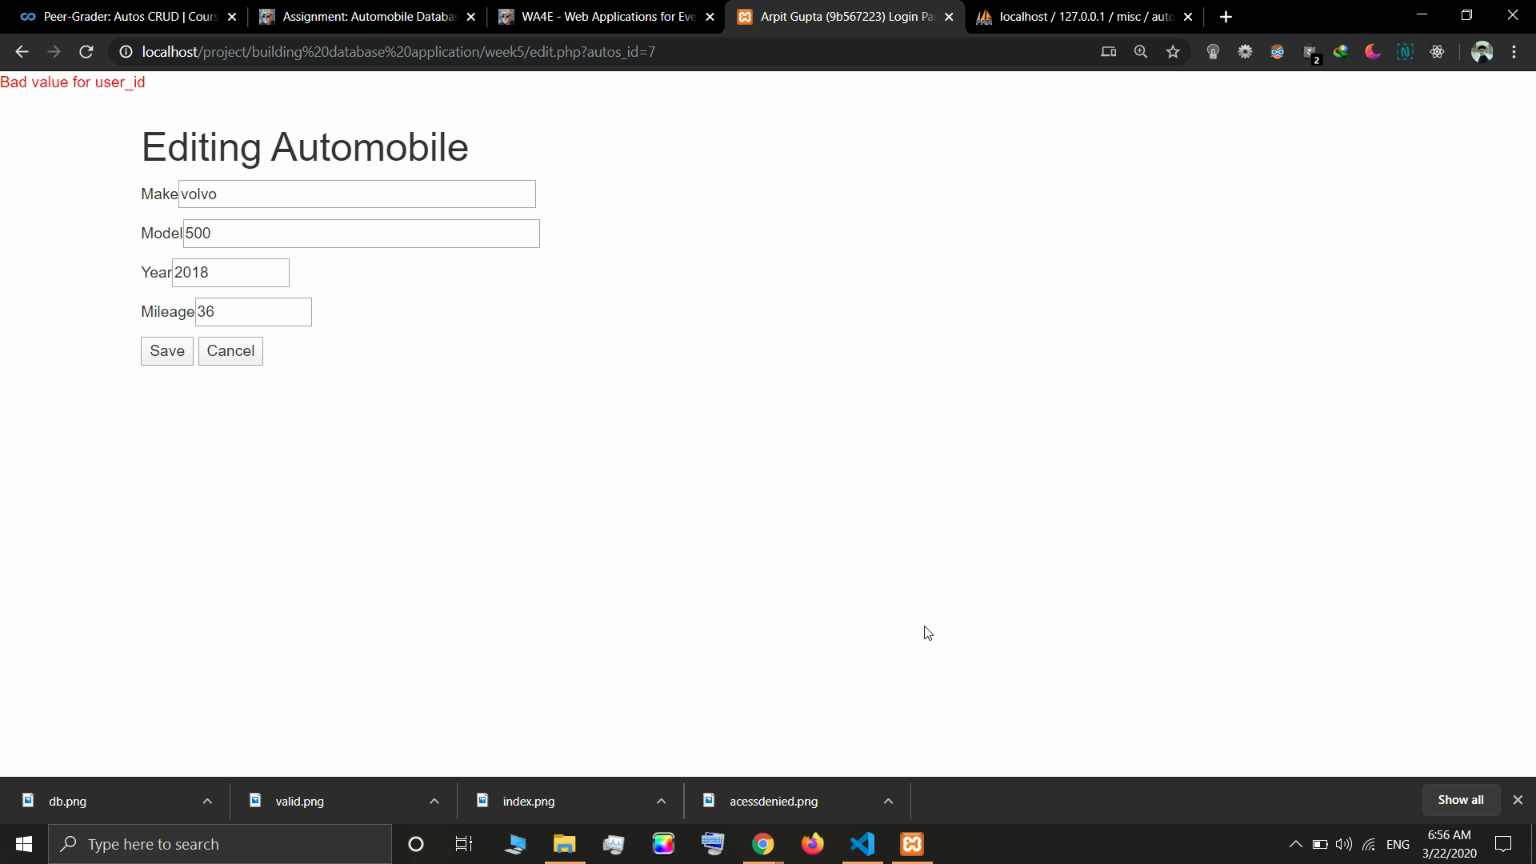 Peer-Grader: Autos CRUD | Cours
Assignment: Automobile Databas
WA4E - Web Applications for Eve
Arpit Gupta (9b567223) Login Pa
localhost / 127.0.0.1 / misc / auto
localhost/project/building%20database%20application/week5/edit.php?autos_id=7
2
Bad value for user_id
Editing Automobile
Make volvo
Model 500
Year 2018
Mileage 36
Save Cancel
db.png
valid.png
index.png
acessdenied.png
Show all
Type here to search
ENG
6:56 AM
3/22/2020